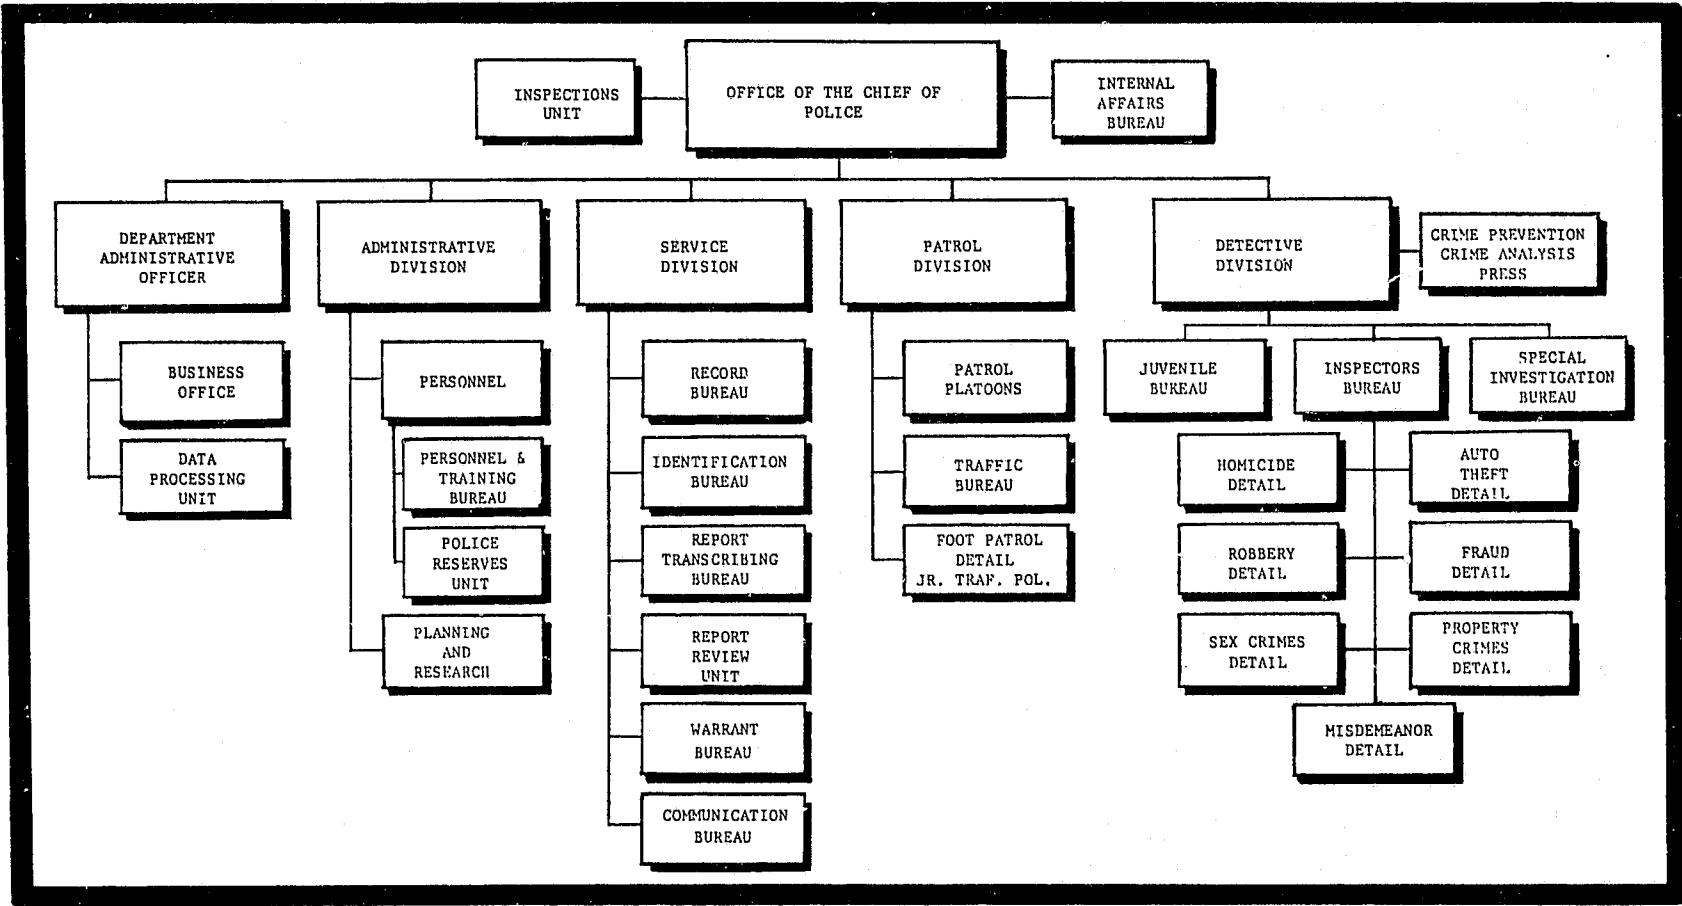 INSPECTIONS
UNIT
OFFICE OF THE CHIEF OF
POLICE
INTERNAL
AFFAIRS
BUREAU
DEPARTMENT
ADMINISTRATIVE
OFFICER
ADMINISTRATIVE
DIVISION
SERVICE
DIVISION
PATROL
DIVISION
DETECTIVE
DIVISION
CRIME PREVENTION
CRIME ANALYSIS
PRESS
BUSINESS
OFFICE
DATA
PROCESSING
UNIT
PERSONNEL
PERSONNEL &
TRAINING
BUREAU
POLICE
RESERVES
UNIT
PLANNING
AND
RESEARCH
RECORD
BUREAU
IDENTIFICATION
BUREAU
REPORT
TRANSCRIBING
BUREAU
REPORT
REVIEW
UNIT
WARRANT
BUREAU
COMMUNICATION
BUREAU
PATROL
PLATOONS
TRAFFIC
BUREAU
FOOT PATROL
DETAIL
JR. TRAF. POL.
JUVENILE
BUREAU
INSPECTORS
BUREAU
SPECIAL
INVESTIGATION
BUREAU
HOMICIDE
DETAIL
AUTO
THEFT
DETAIL
ROBBERY
DETAIL
FRAUD
DETAIL
SEX CRIMES
DETAIL
PROPERTY
CRIMES
DETAIL
MISDEMEANOR
DETAIL